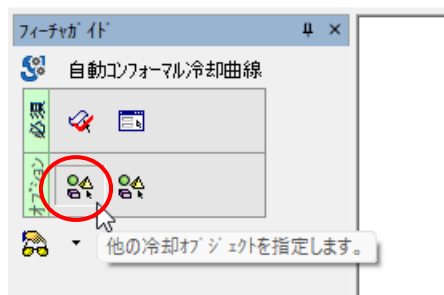 フィーチャガイド
自動コンフォーマル冷却曲線
必須
オプション
他の冷却オブジェクトを指定します。